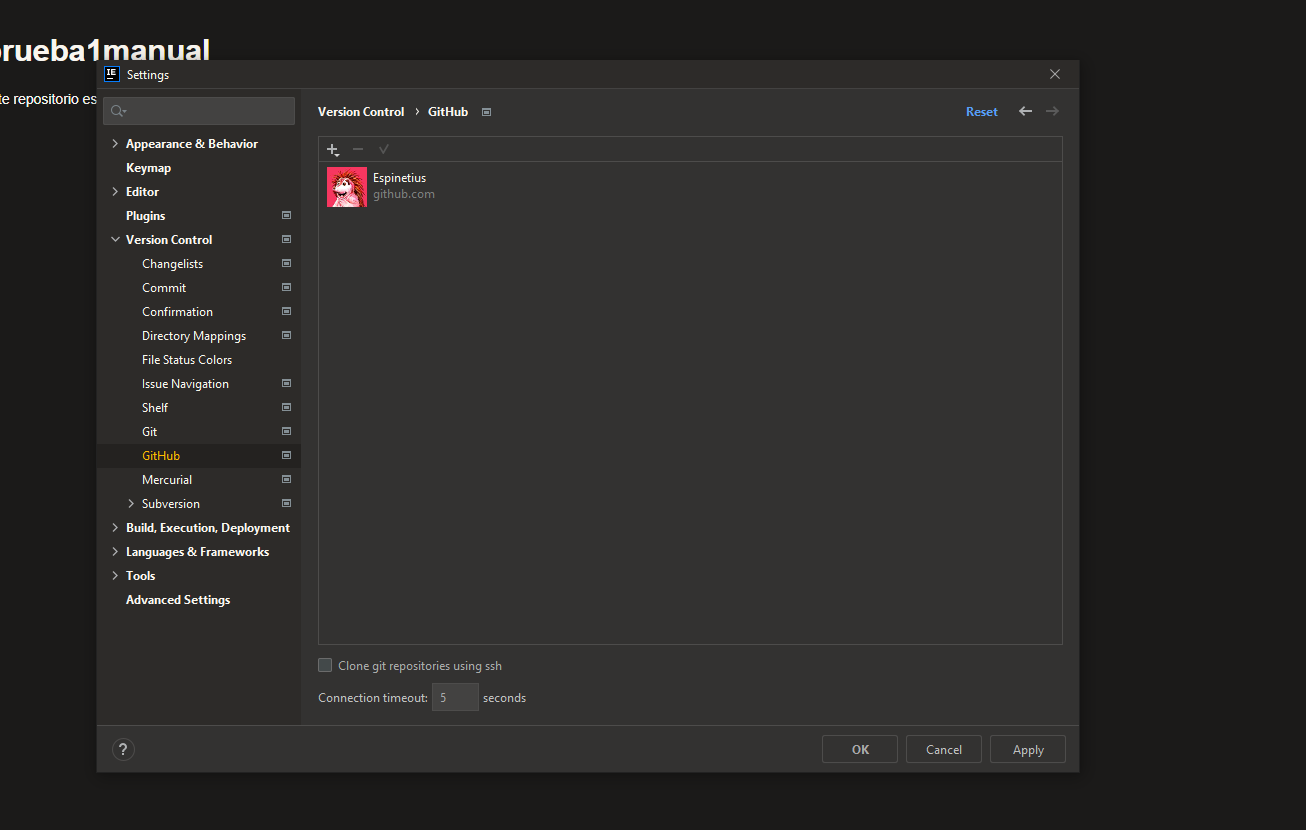 prueba1manual
te repositorio es
IE
Settings
Version Control › GitHub
Reset
Appearance & Behavior
Keymap
Editor
Plugins
Version Control
Changelists
Commit
Confirmation
Directory Mappings
File Status Colors
Issue Navigation
Shelf
Git
GitHub
Mercurial
Subversion
Build, Execution, Deployment
Languages & Frameworks
Tools
Advanced Settings
Espinetius
github.com
Clone git repositories using ssh
Connection timeout: 5 seconds
?
OK
Cancel
Apply